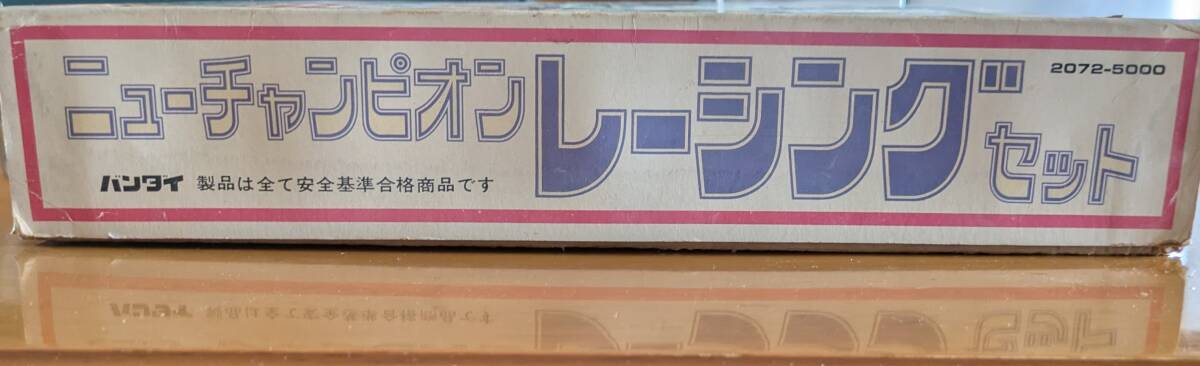 ニューチャンピオンレーシングセット
2072-5000
バンダイ 製品は全て安全基準合格商品です